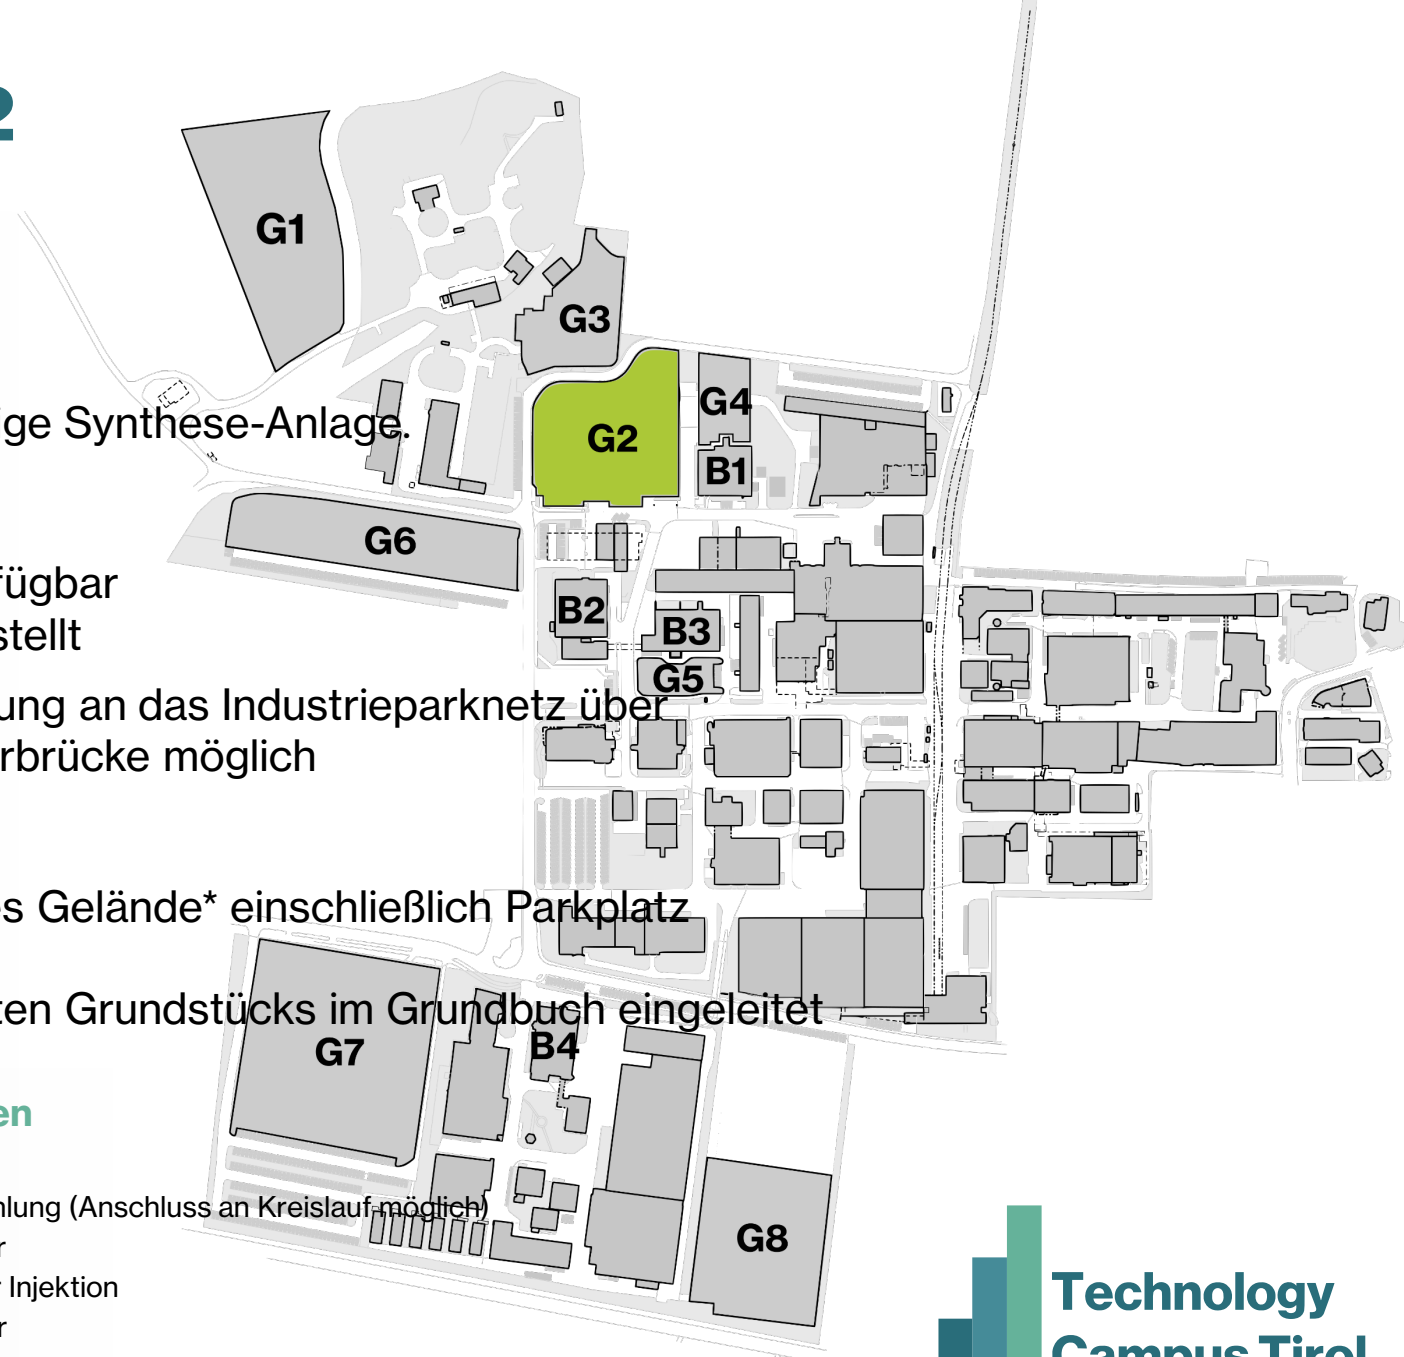 2
G1
G3
G4
ige Synthese-Anlage.
G2
B1
G6
fügbar
B2
stellt
B3
G5
ung an das Industrieparknetz über
rbrücke möglich
es Gelände* einschließlich Parkplatz
ten Grundstücks im Grundbuch eingeleitet
B4
G7
en
hlung (Anschluss an Kreislauf möglich)
G8
r
r Injektion
r
Technology
Campus Tirol